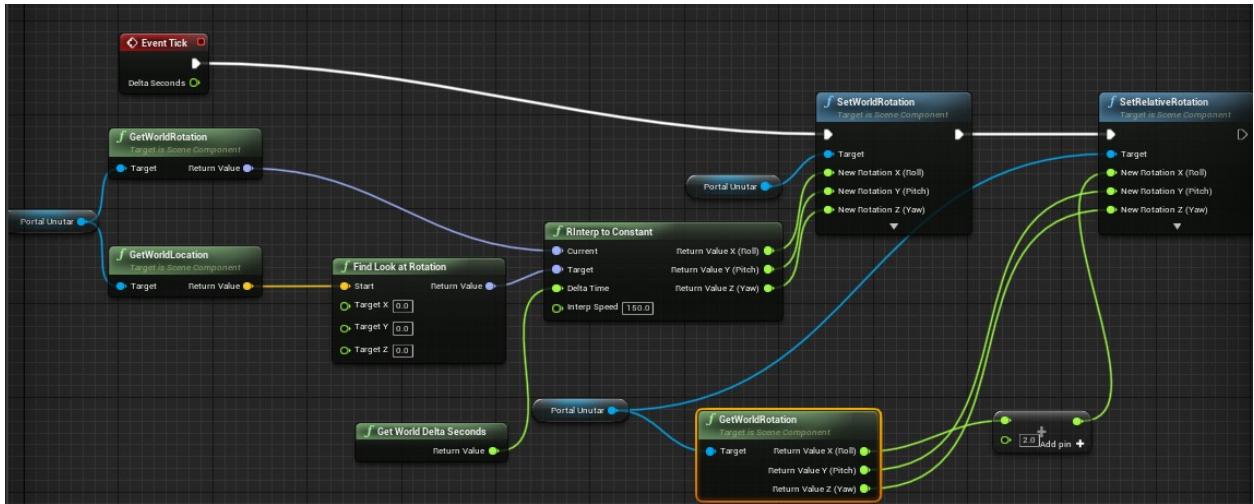 Event Tick
Delta Seconds
GetWorldRotation
Target is Scene Component
Target
Return Value
Portal Unutar
GetWorldLocation
Target is Scene Component
Target
Return Value
Find Look at Rotation
Start
Return Value
Target X 0.0
Target Y 0.0
Target Z 0.0
Get World Delta Seconds
Return Value
RInterp to Constant
Current
Return Value X (Roll)
Target
Return Value Y (Pitch)
Delta Time
Return Value Z (Yaw)
Interp Speed 150.0
Portal Unutar
SetWorldRotation
Target is Scene Component
Target
New Rotation X (Roll)
New Rotation Y (Pitch)
New Rotation Z (Yaw)
SetRelativeRotation
Target is Scene Component
Target
New Rotation X (Roll)
New Rotation Y (Pitch)
New Rotation Z (Yaw)
Portal Unutar
GetWorldRotation
Target is Scene Component
Target
Return Value X (Roll)
Return Value Y (Pitch)
Return Value Z (Yaw)
2.0
Add pin +